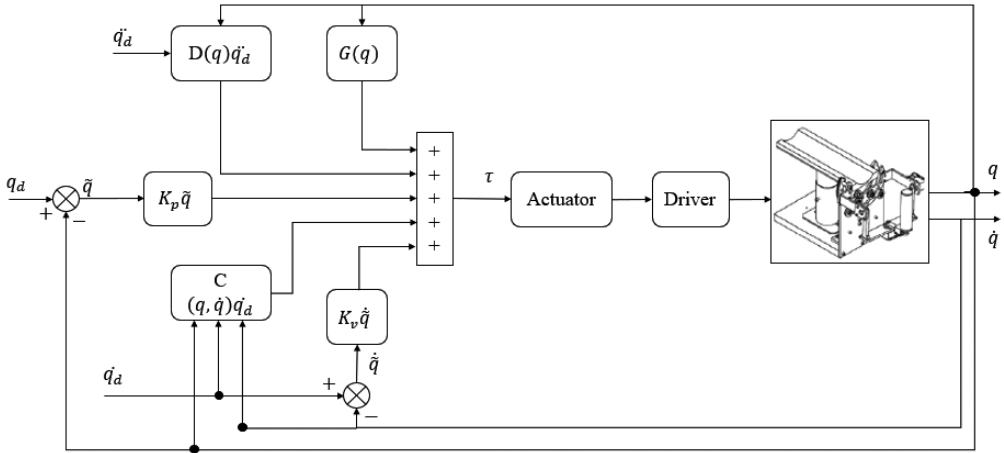 q̈_d
D(q)q̈_d
G(q)
+
+
+
+
+
q_d
+
−
q̃
K_p q̃
τ
Actuator
Driver
q
q̇
C
(q, q̇)q̇_d
K_v q̃̇
q̃̇
q̇_d
+
−